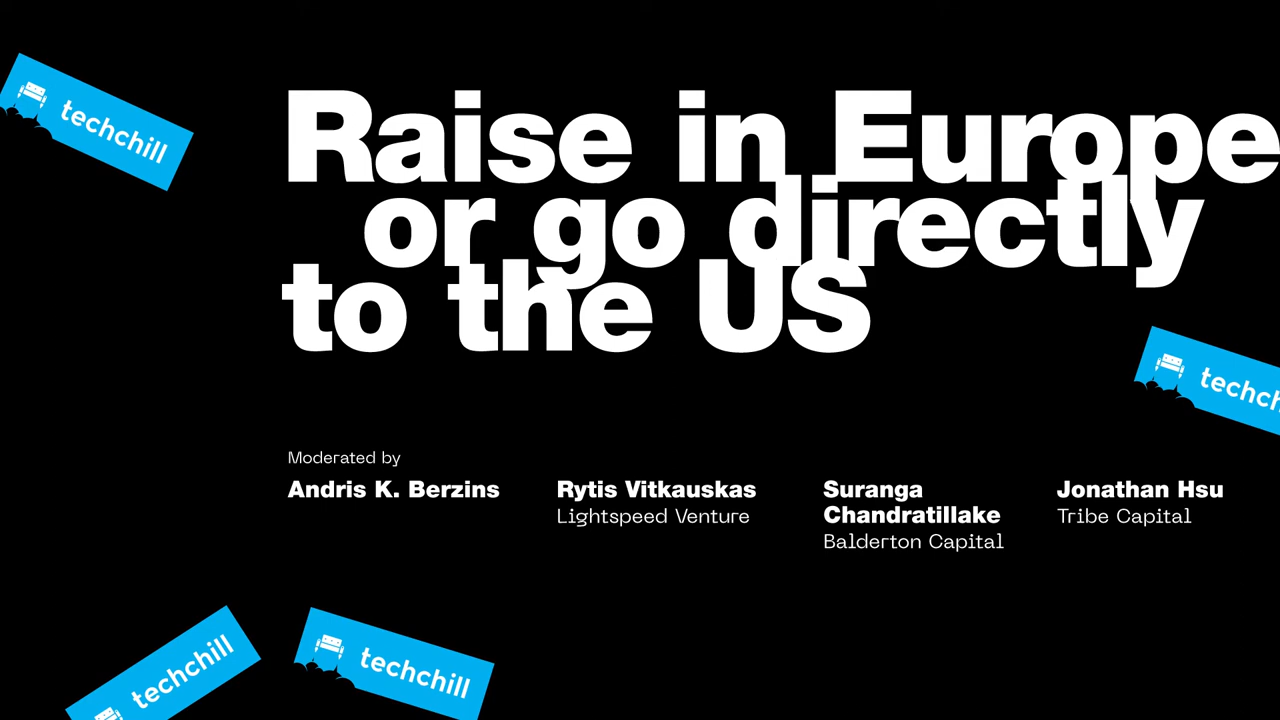 techchill
Raise in Europe
or go directly
to the US
techch
Moderated by
Andris K. Berzins
Rytis Vitkauskas
Lightspeed Venture
Suranga
Chandratillake
Balderton Capital
Jonathan Hsu
Tribe Capital
techchill
techchill